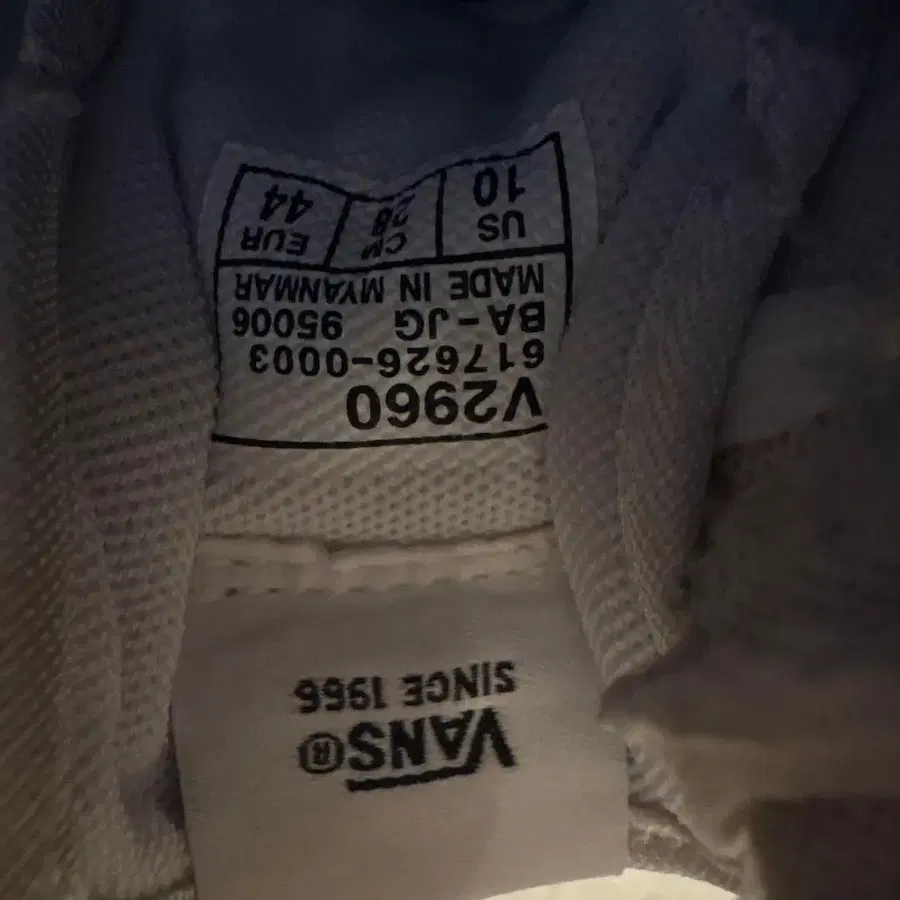 VANS®
SINCE 1966
V2960
617626-0003
BA-JG 95006
MADE IN MYANMAR
US CM EUR
10 28 44